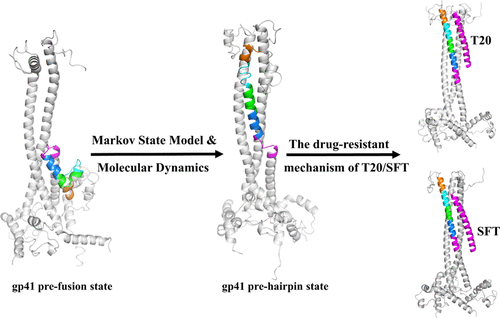 T20
Markov State Model &
Molecular Dynamics
The drug-resistant
mechanism of T20/SFT
SFT
gp41 pre-fusion state
gp41 pre-hairpin state